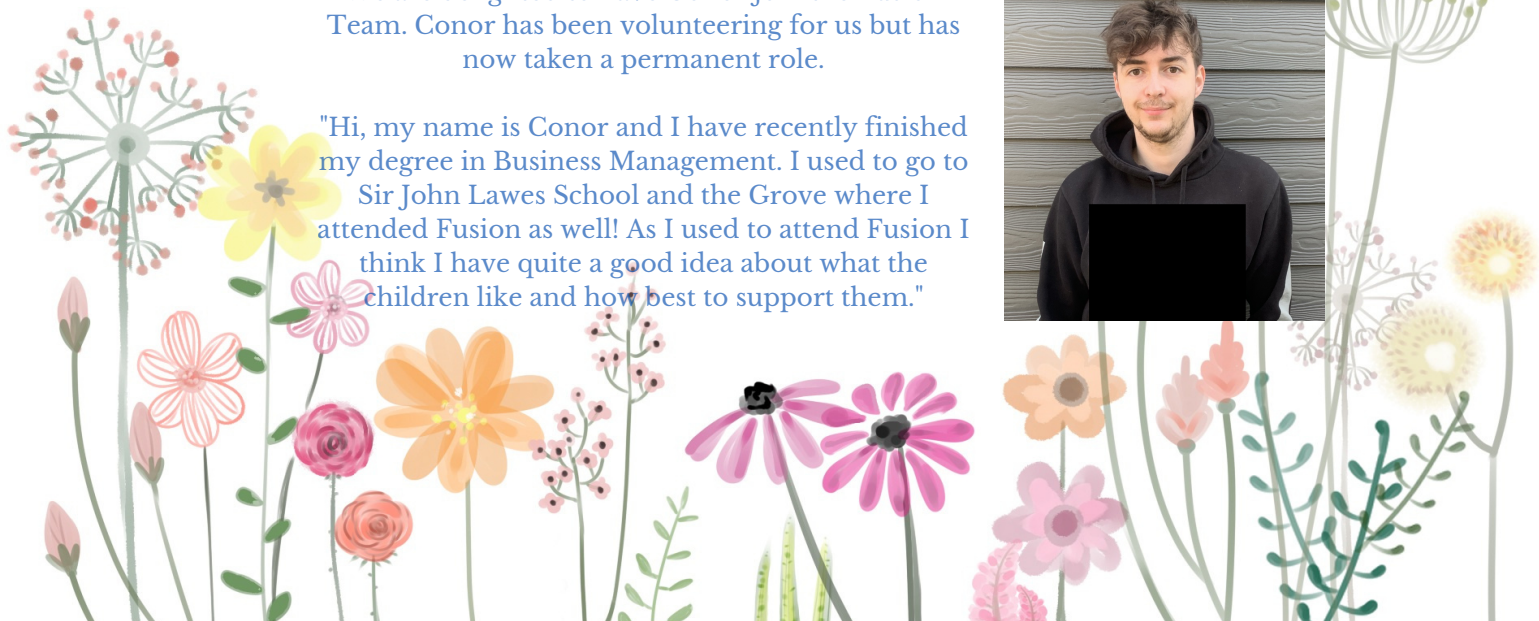 Team. Conor has been volunteering for us but has
now taken a permanent role.
"Hi, my name is Conor and I have recently finished
my degree in Business Management. I used to go to
Sir John Lawes School and the Grove where I
attended Fusion as well! As I used to attend Fusion I
think I have quite a good idea about what the
children like and how best to support them."